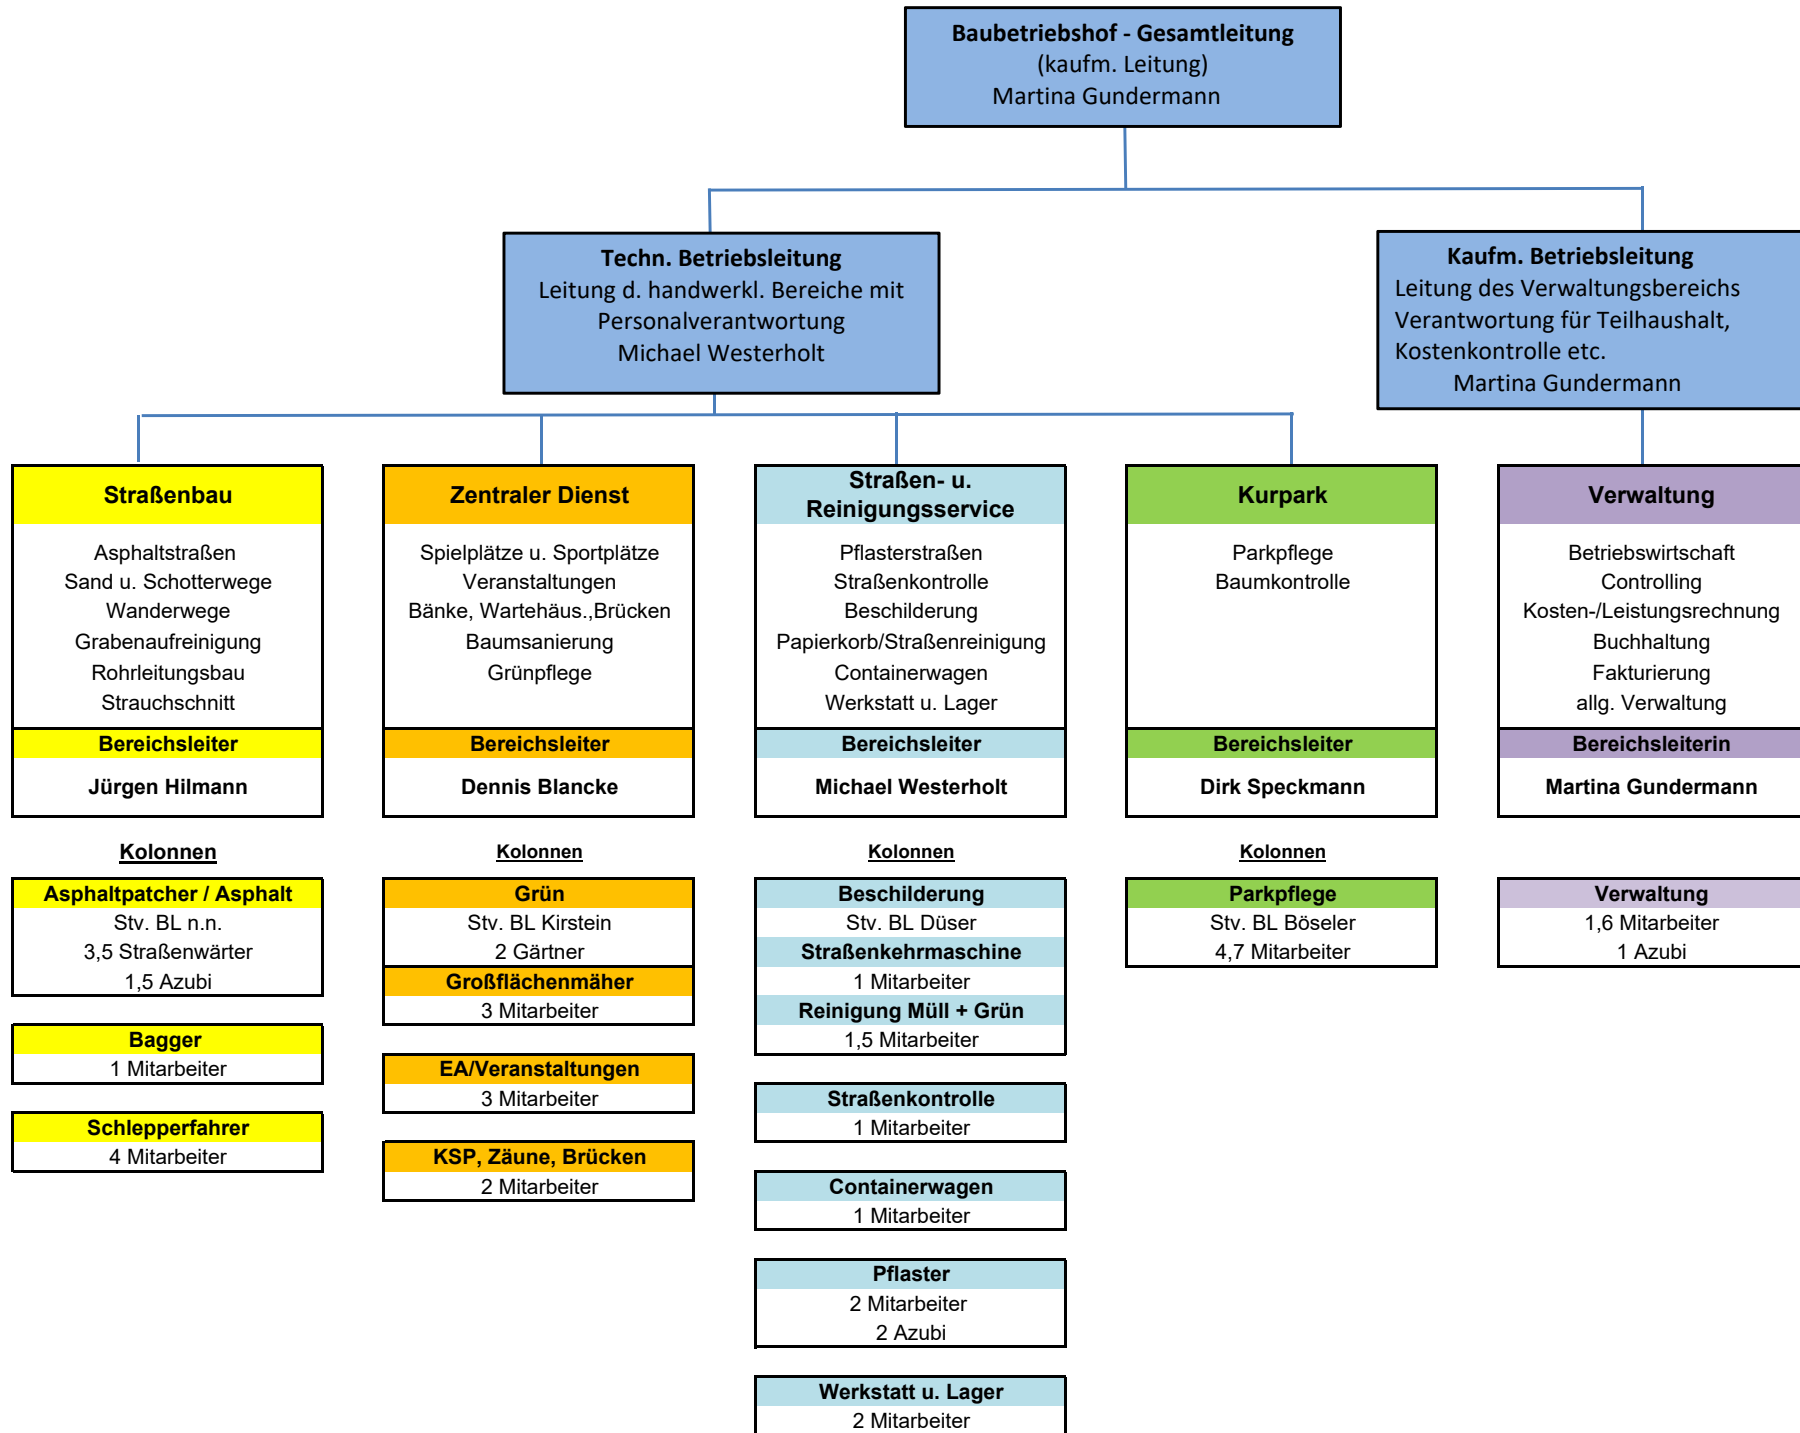 Baubetriebshof - Gesamtleitung
(kaufm. Leitung)
Martina Gundermann
Techn. Betriebsleitung
Leitung d. handwerkl. Bereiche mit
Personalverantwortung
Michael Westerholt
Kaufm. Betriebsleitung
Leitung des Verwaltungsbereichs
Verantwortung für Teilhaushalt,
Kostenkontrolle etc.
Martina Gundermann
Straßenbau
Asphaltstraßen
Sand u. Schotterwege
Wanderwege
Grabenaufreinigung
Rohrleitungsbau
Strauchschnitt
Bereichsleiter
Jürgen Hilmann
Kolonnen
Asphaltpatcher / Asphalt
Stv. BL n.n.
3,5 Straßenwärter
1,5 Azubi
Bagger
1 Mitarbeiter
Schlepperfahrer
4 Mitarbeiter
Zentraler Dienst
Spielplätze u. Sportplätze
Veranstaltungen
Bänke, Wartehäus.,Brücken
Baumsanierung
Grünpflege
Bereichsleiter
Dennis Blancke
Kolonnen
Grün
Stv. BL Kirstein
2 Gärtner
Großflächenmäher
3 Mitarbeiter
EA/Veranstaltungen
3 Mitarbeiter
KSP, Zäune, Brücken
2 Mitarbeiter
Straßen- u.
Reinigungsservice
Pflasterstraßen
Straßenkontrolle
Beschilderung
Papierkorb/Straßenreinigung
Containerwagen
Werkstatt u. Lager
Bereichsleiter
Michael Westerholt
Kolonnen
Beschilderung
Stv. BL Düser
Straßenkehrmaschine
1 Mitarbeiter
Reinigung Müll + Grün
1,5 Mitarbeiter
Straßenkontrolle
1 Mitarbeiter
Containerwagen
1 Mitarbeiter
Pflaster
2 Mitarbeiter
2 Azubi
Werkstatt u. Lager
2 Mitarbeiter
Kurpark
Parkpflege
Baumkontrolle
Bereichsleiter
Dirk Speckmann
Kolonnen
Parkpflege
Stv. BL Böseler
4,7 Mitarbeiter
Verwaltung
Betriebswirtschaft
Controlling
Kosten-/Leistungsrechnung
Buchhaltung
Fakturierung
allg. Verwaltung
Bereichsleiterin
Martina Gundermann
Verwaltung
1,6 Mitarbeiter
1 Azubi